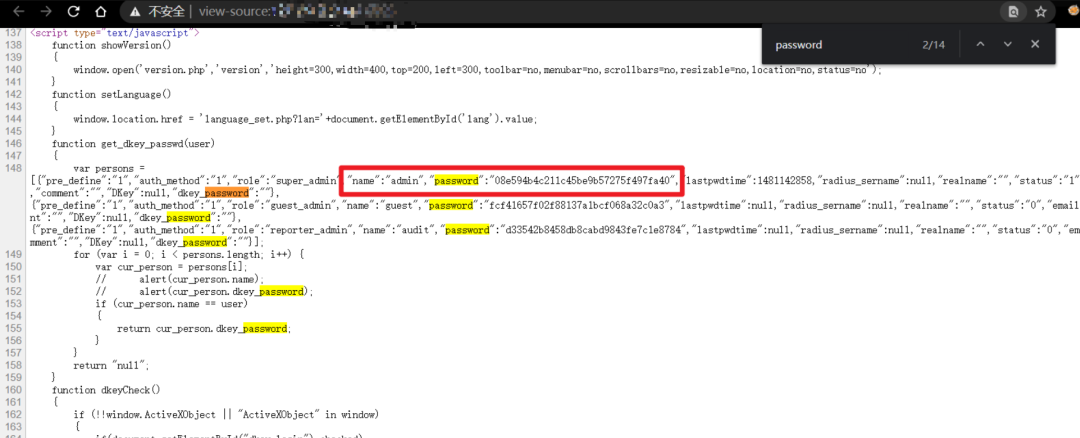 不安全 | view-source:
password 2/14
137 <script type="text/javascript">
138 function showVersion()
139 {
140 window.open('version.php','version','height=300,width=400,top=200,left=300,toolbar=no,menubar=no,scrollbars=no,resizable=no,location=no,status=no');
141 }
142 function setLanguage()
143 {
144 window.location.href = 'language_set.php?lan='+document.getElementById('lang').value;
145 }
146 function get_dkey_passwd(user)
147 {
148 var persons =
[{"pre_define":"1","auth_method":"1","role":"super_admin","name":"admin","password":"08e594b4c211c45be9b57275f497fa40","lastpwdtime":1481142858,"radius_sername":null,"realname":"","status":"1"
,"comment":"","DKey":null,"dkey_password":""},
{"pre_define":"1","auth_method":"1","role":"guest_admin","name":"guest","password":"fcf41657f02f88137a1bcf068a32c0a3","lastpwdtime":null,"radius_sername":null,"realname":"","status":"0","email
nt":"","DKey":null,"dkey_password":""},
{"pre_define":"1","auth_method":"1","role":"reporter_admin","name":"audit","password":"d33542b8458db8cabd9843fe7c1e8784","lastpwdtime":null,"radius_sername":null,"realname":"","status":"0","em
mment":"","DKey":null,"dkey_password":""}];
149 for (var i = 0; i < persons.length; i++) {
150 var cur_person = persons[i];
151 // alert(cur_person.name);
152 // alert(cur_person.dkey_password);
153 if (cur_person.name == user)
154 {
155 return cur_person.dkey_password;
156 }
157 }
158 return "null";
159 }
160 function dkeyCheck()
161 {
162 if (!!window.ActiveXObject || "ActiveXObject" in window)
163 {